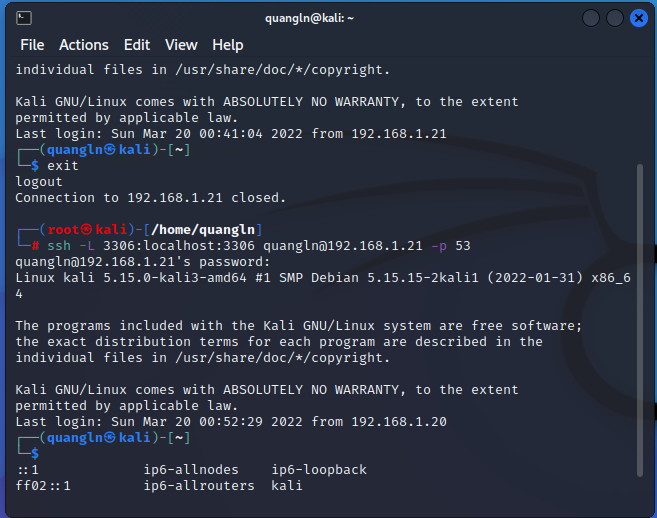 quangln@kali: ~
File Actions Edit View Help
individual files in /usr/share/doc/*/copyright.
Kali GNU/Linux comes with ABSOLUTELY NO WARRANTY, to the extent
permitted by applicable law.
Last login: Sun Mar 20 00:41:04 2022 from 192.168.1.21
┌──(quangln㉿kali)-[~]
└─$ exit
logout
Connection to 192.168.1.21 closed.
┌──(root㉿kali)-[/home/quangln]
└─# ssh -L 3306:localhost:3306 quangln@192.168.1.21 -p 53
quangln@192.168.1.21's password:
Linux kali 5.15.0-kali3-amd64 #1 SMP Debian 5.15.15-2kali1 (2022-01-31) x86_6
4
The programs included with the Kali GNU/Linux system are free software;
the exact distribution terms for each program are described in the
individual files in /usr/share/doc/*/copyright.
Kali GNU/Linux comes with ABSOLUTELY NO WARRANTY, to the extent
permitted by applicable law.
Last login: Sun Mar 20 00:52:29 2022 from 192.168.1.20
┌──(quangln㉿kali)-[~]
└─$
::1 ip6-allnodes ip6-loopback
ff02::1 ip6-allrouters kali